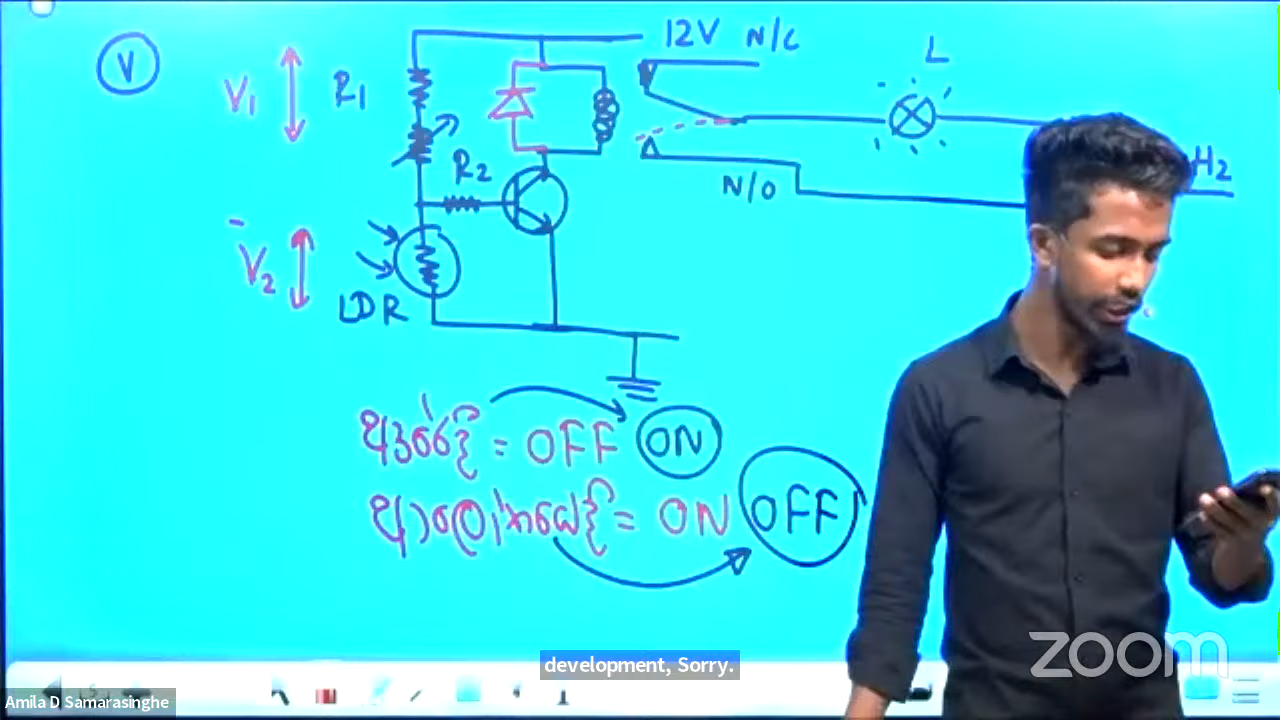 V
12V N/C
L
V1
R1
R2
H2
N/O
V2
LDR
අඳුරේදී = OFF ON
ආලෝකයේදී = ON OFF
development, Sorry.
zoom
Amila D Samarasinghe